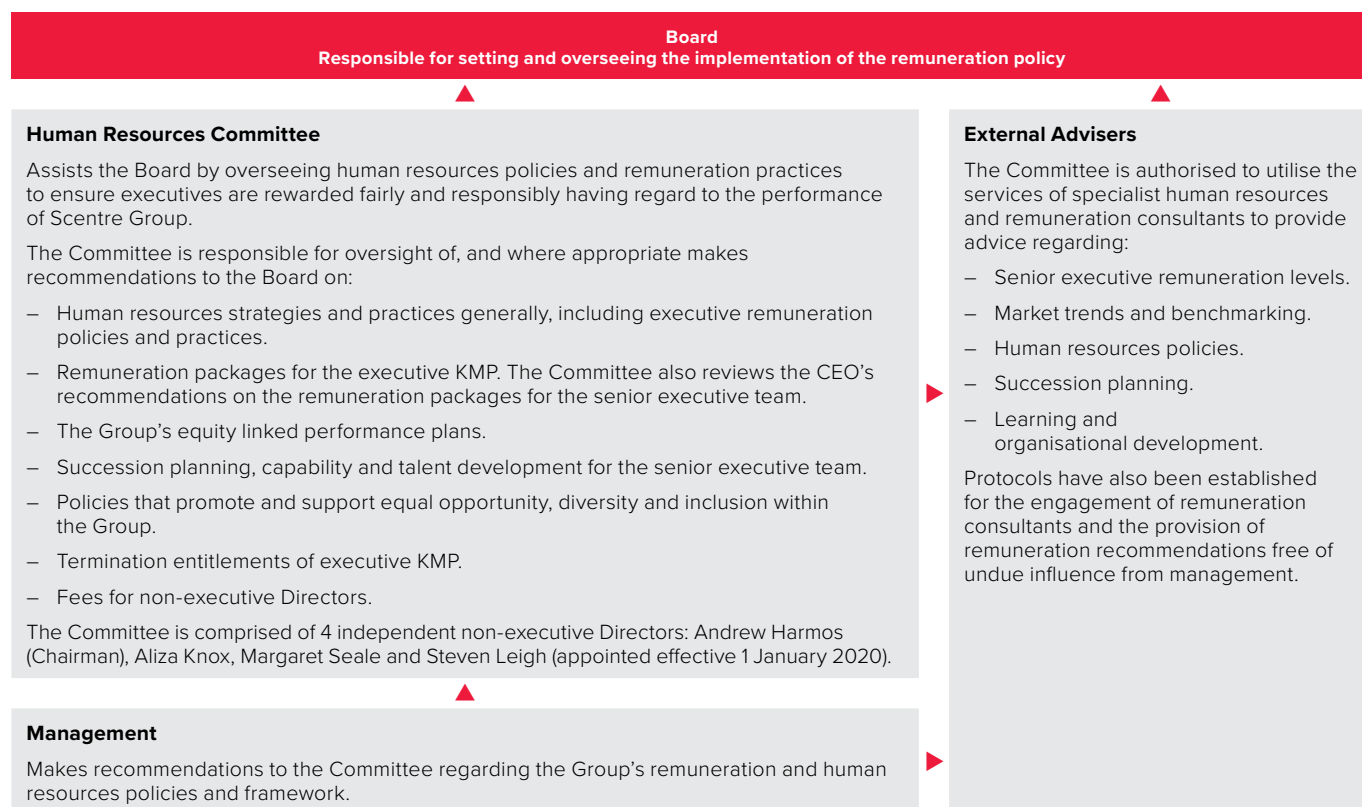 Board
Responsible for setting and overseeing the implementation of the remuneration policy
Human Resources Committee
Assists the Board by overseeing human resources policies and remuneration practices
to ensure executives are rewarded fairly and responsibly having regard to the performance
of Scentre Group.
The Committee is responsible for oversight of, and where appropriate makes
recommendations to the Board on:
– Human resources strategies and practices generally, including executive remuneration
policies and practices.
– Remuneration packages for the executive KMP. The Committee also reviews the CEO's
recommendations on the remuneration packages for the senior executive team.
– The Group's equity linked performance plans.
– Succession planning, capability and talent development for the senior executive team.
– Policies that promote and support equal opportunity, diversity and inclusion within
the Group.
– Termination entitlements of executive KMP.
– Fees for non-executive Directors.
The Committee is comprised of 4 independent non-executive Directors: Andrew Harmos
(Chairman), Aliza Knox, Margaret Seale and Steven Leigh (appointed effective 1 January 2020).
Management
Makes recommendations to the Committee regarding the Group's remuneration and human
resources policies and framework.
External Advisers
The Committee is authorised to utilise the
services of specialist human resources
and remuneration consultants to provide
advice regarding:
– Senior executive remuneration levels.
– Market trends and benchmarking.
– Human resources policies.
– Succession planning.
– Learning and
organisational development.
Protocols have also been established
for the engagement of remuneration
consultants and the provision of
remuneration recommendations free of
undue influence from management.